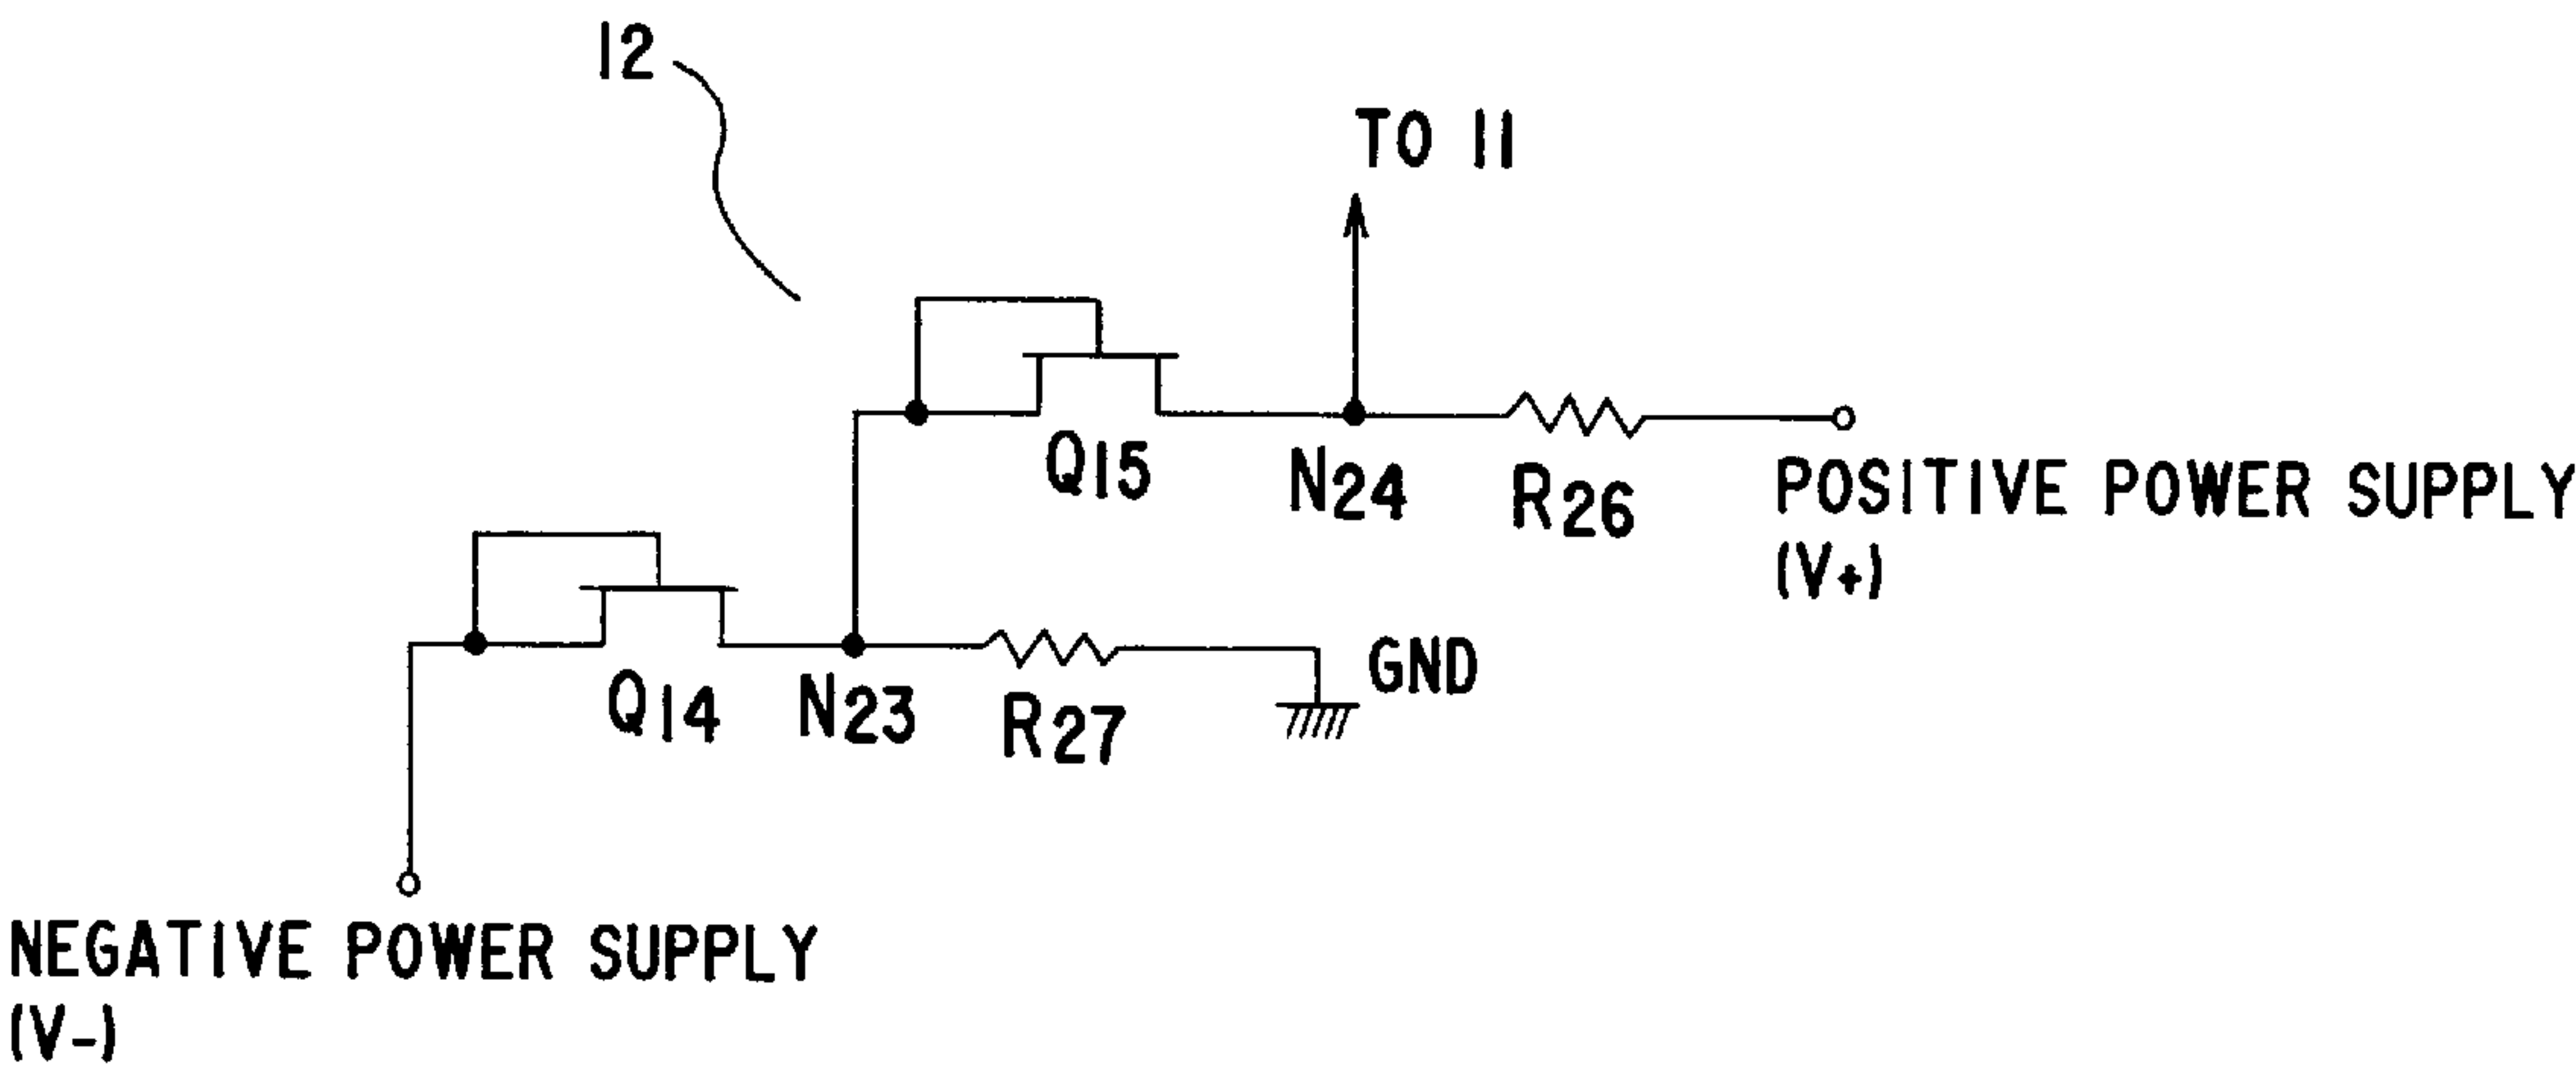 12
TO 11
Q15
N24
R26
POSITIVE POWER SUPPLY
(V+)
Q14
N23
R27
GND
NEGATIVE POWER SUPPLY
(V-)